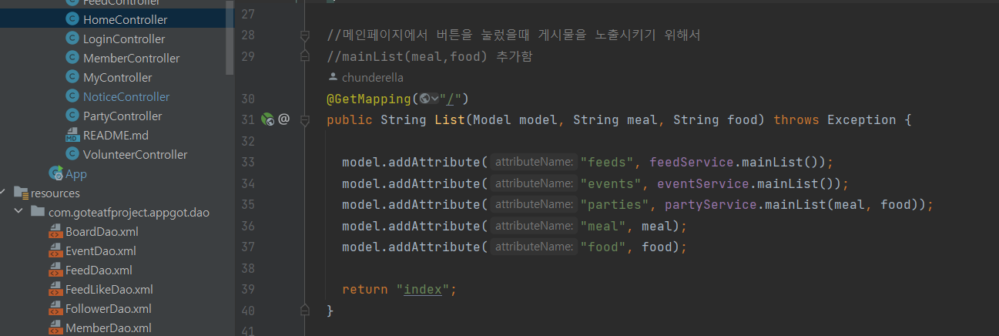 FeedController
HomeController
LoginController
MemberController
MyController
NoticeController
PartyController
README.md
VolunteerController
App
resources
com.goteatfproject.appgot.dao
BoardDao.xml
EventDao.xml
FeedDao.xml
FeedLikeDao.xml
FollowerDao.xml
MemberDao.xml
27
28 //메인페이지에서 버튼을 눌렀을때 게시물을 노출시키기 위해서
29 //mainList(meal,food) 추가함
chunderella
30 @GetMapping("/")
31 public String List(Model model, String meal, String food) throws Exception {
32
33 model.addAttribute( attributeName: "feeds", feedService.mainList());
34 model.addAttribute( attributeName: "events", eventService.mainList());
35 model.addAttribute( attributeName: "parties", partyService.mainList(meal, food));
36 model.addAttribute( attributeName: "meal", meal);
37 model.addAttribute( attributeName: "food", food);
38
39 return "index";
40 }
41